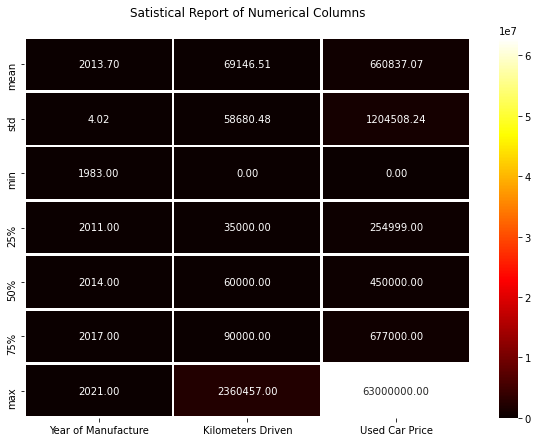 Satistical Report of Numerical Columns
1e7
mean 2013.70 69146.51 660837.07
std 4.02 58680.48 1204508.24
min 1983.00 0.00 0.00
25% 2011.00 35000.00 254999.00
50% 2014.00 60000.00 450000.00
75% 2017.00 90000.00 677000.00
max 2021.00 2360457.00 63000000.00
Year of Manufacture Kilometers Driven Used Car Price
6
5
4
3
2
1
0